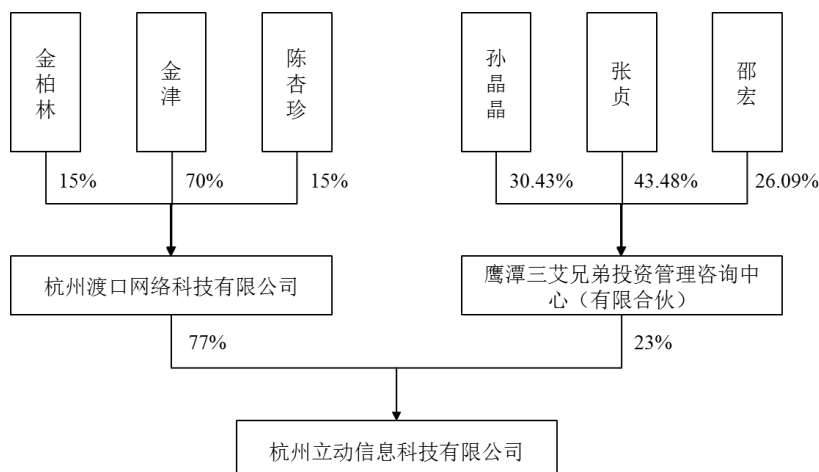 金柏林
金津
陈杏珍
孙晶晶
张贞
邵宏
15%
70%
15%
30.43%
43.48%
26.09%
杭州渡口网络科技有限公司
鹰潭三艾兄弟投资管理咨询中
心（有限合伙）
77%
23%
杭州立动信息科技有限公司